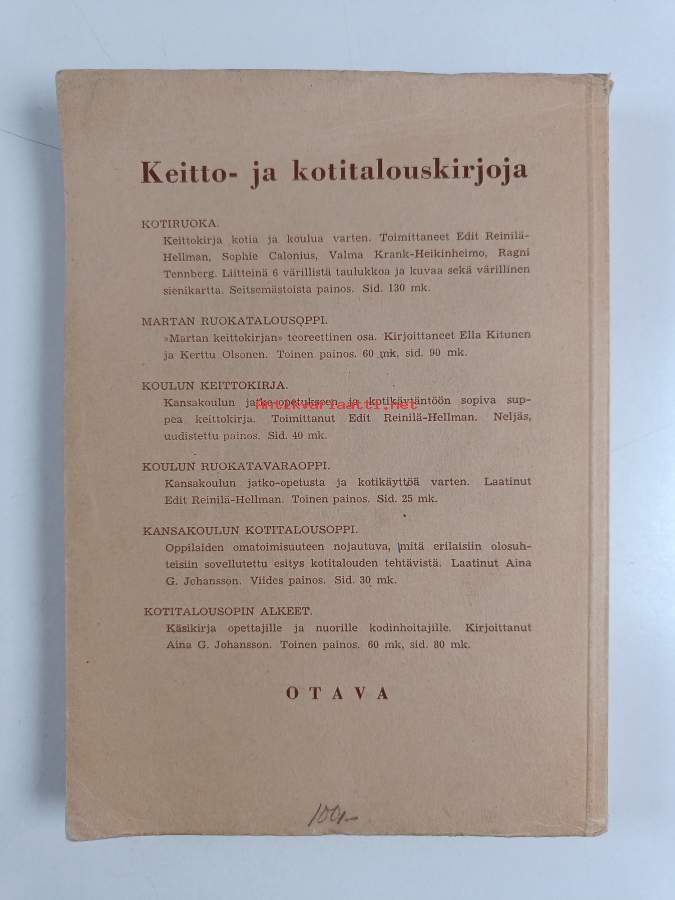 Keitto- ja kotitalouskirjoja
KOTIRUOKA.
Keittokirja kotia ja koulua varten. Toimittaneet Edit Reinilä-
Hellman, Sophie Calonius, Valma Krank-Heikinheimo, Ragni
Tennberg. Liitteinä 6 värillistä taulukkoa ja kuvaa sekä värillinen
sienikartta. Seitsemästoista painos. Sid. 130 mk.
MARTAN RUOKATALOUSOPPI.
»Martan keittokirjan» teoreettinen osa. Kirjoittaneet Ella Kitunen
ja Kerttu Olsonen. Toinen painos. 60 mk, sid. 90 mk.
KOULUN KEITTOKIRJA.
Kansakoulun jatko-opetukseen ja kotikäytäntöön sopiva sup-
pea keittokirja. Toimittanut Edit Reinilä-Hellman. Neljäs,
uudistettu painos. Sid. 40 mk.
Antikvariaatti.net
KOULUN RUOKATAVARAOPPI.
Kansakoulun jatko-opetusta ja kotikäyttöä varten. Laatinut
Edit Reinilä-Hellman. Toinen painos. Sid. 25 mk.
KANSAKOULUN KOTITALOUSOPPI.
Oppilaiden omatoimisuuteen nojautuva, mitä erilaisiin olosuh-
teisiin sovellutettu esitys kotitalouden tehtävistä. Laatinut Aina
G. Johansson. Viides painos. Sid. 30 mk.
KOTITALOUSOPIN ALKEET.
Käsikirja opettajille ja nuorille kodinhoitajille. Kirjoittanut
Aina G. Johansson. Toinen painos. 60 mk, sid. 80 mk.
OTAVA
100,-